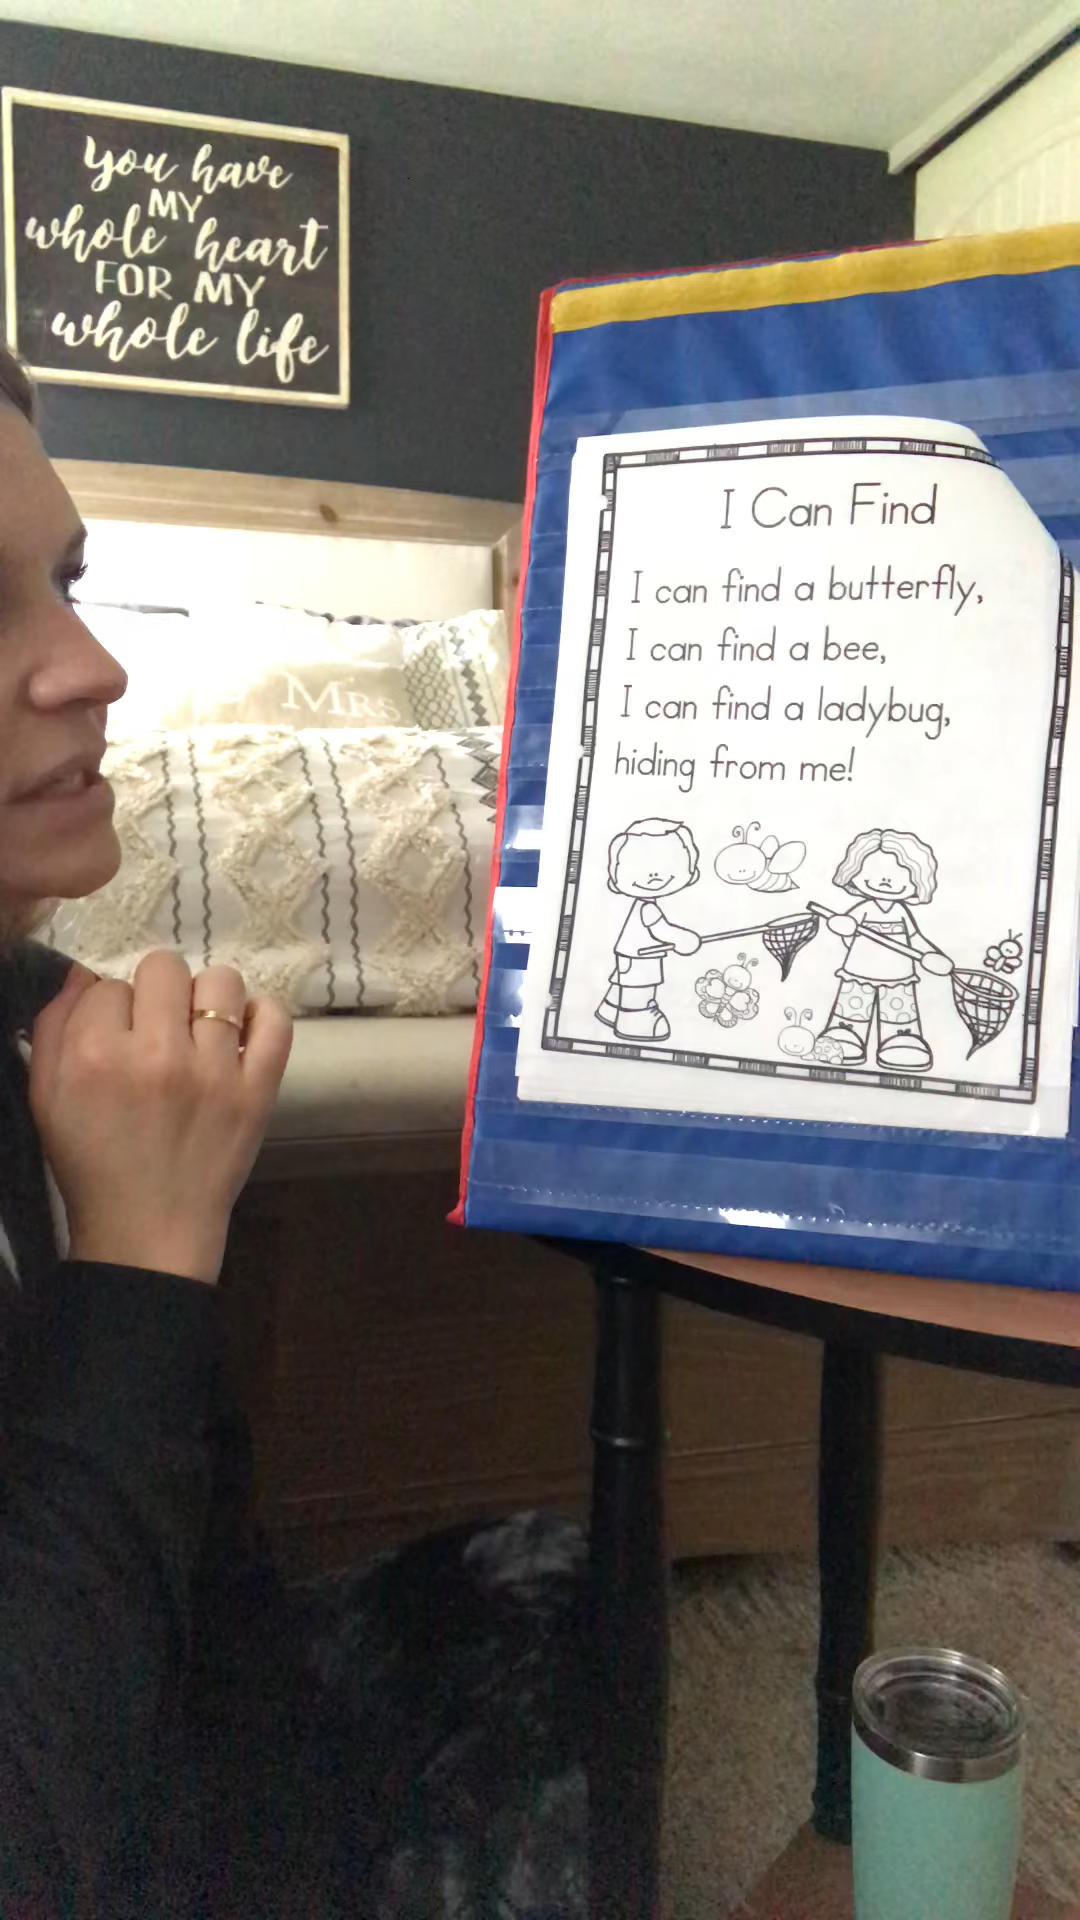 you have
MY
whole heart
FOR MY
whole life
MRS
I Can Find
I can find a butterfly,
I can find a bee,
I can find a ladybug,
hiding from me!